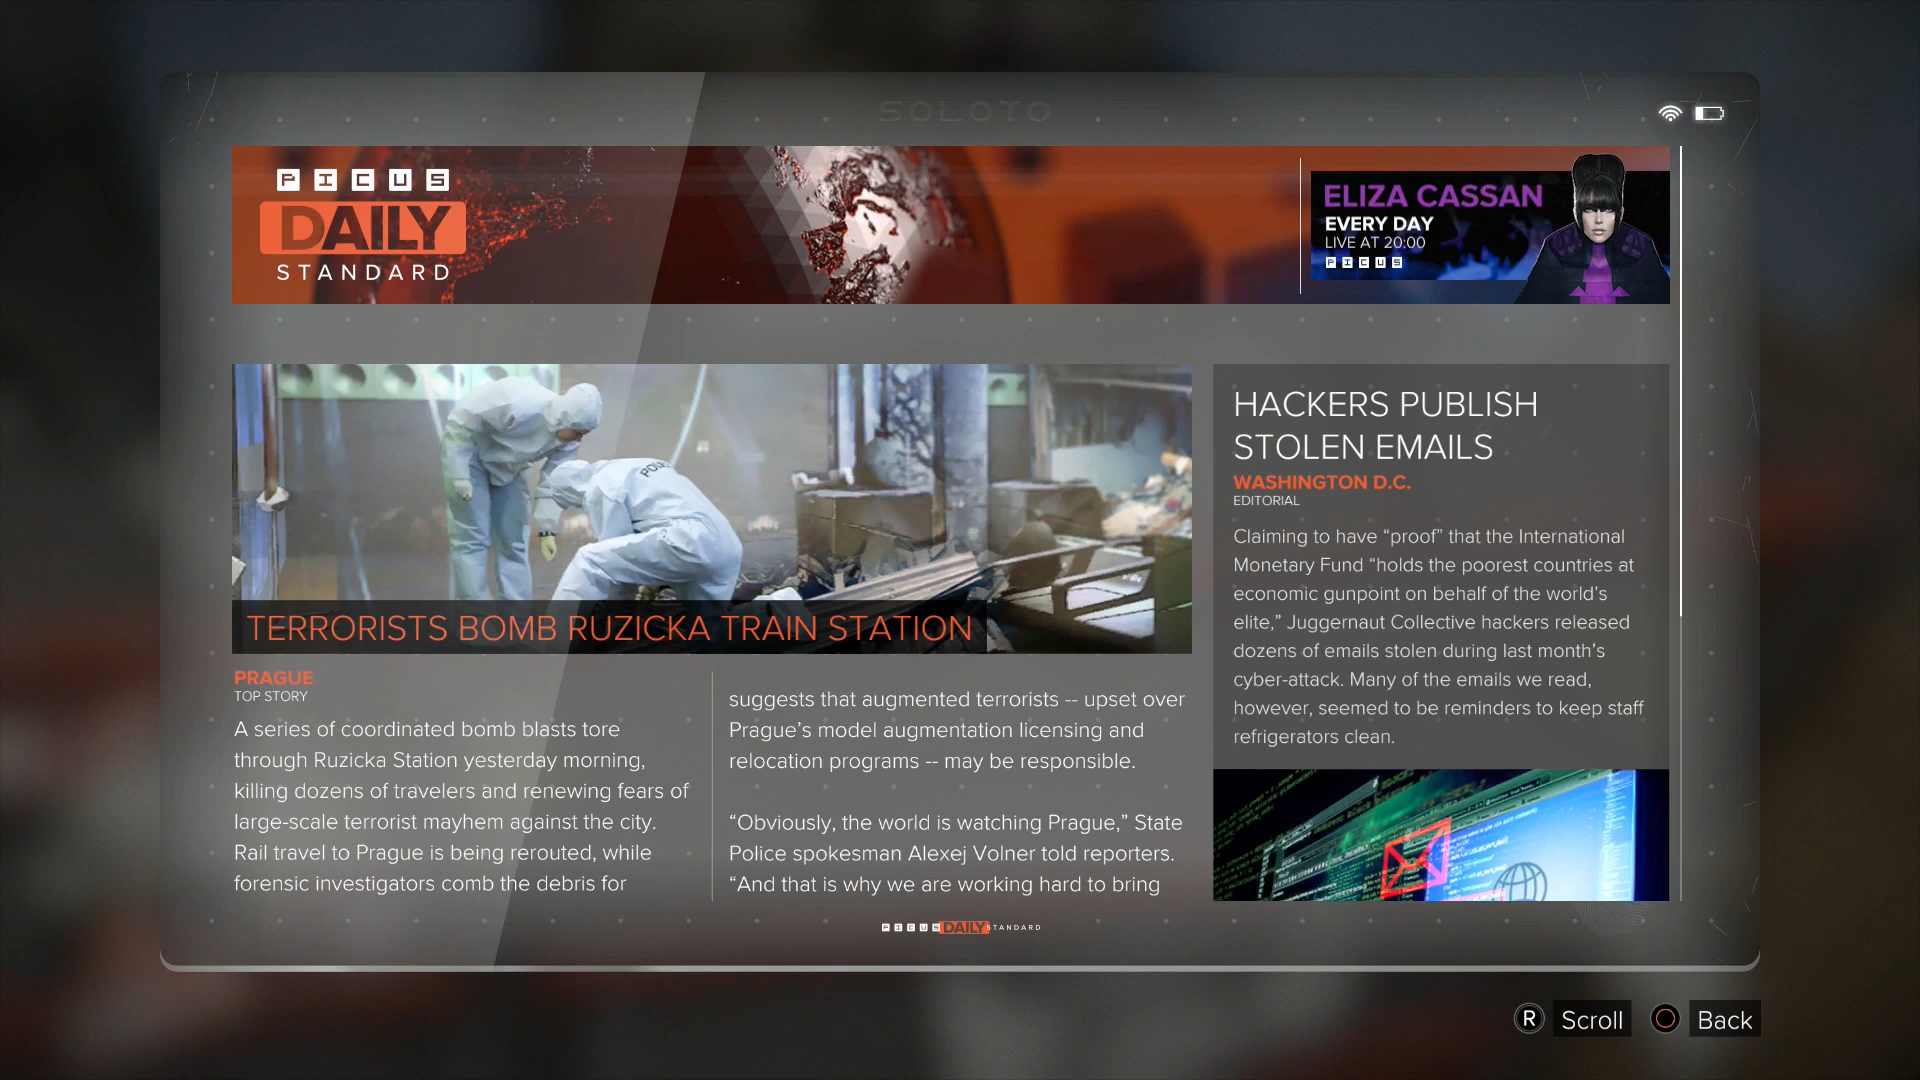 SOLOTO
PICUS
DAILY
STANDARD
ELIZA CASSAN
EVERY DAY
LIVE AT 20:00
PICUS
POLI
TERRORISTS BOMB RUZICKA TRAIN STATION
PRAGUE
TOP STORY
A series of coordinated bomb blasts tore
through Ruzicka Station yesterday morning,
killing dozens of travelers and renewing fears of
large-scale terrorist mayhem against the city.
Rail travel to Prague is being rerouted, while
forensic investigators comb the debris for
suggests that augmented terrorists -- upset over
Prague’s model augmentation licensing and
relocation programs -- may be responsible.
“Obviously, the world is watching Prague,” State
Police spokesman Alexej Volner told reporters.
“And that is why we are working hard to bring
HACKERS PUBLISH
STOLEN EMAILS
WASHINGTON D.C.
EDITORIAL
Claiming to have “proof” that the International
Monetary Fund “holds the poorest countries at
economic gunpoint on behalf of the world’s
elite,” Juggernaut Collective hackers released
dozens of emails stolen during last month’s
cyber-attack. Many of the emails we read,
however, seemed to be reminders to keep staff
refrigerators clean.
PICUS DAILY STANDARD
R Scroll Back